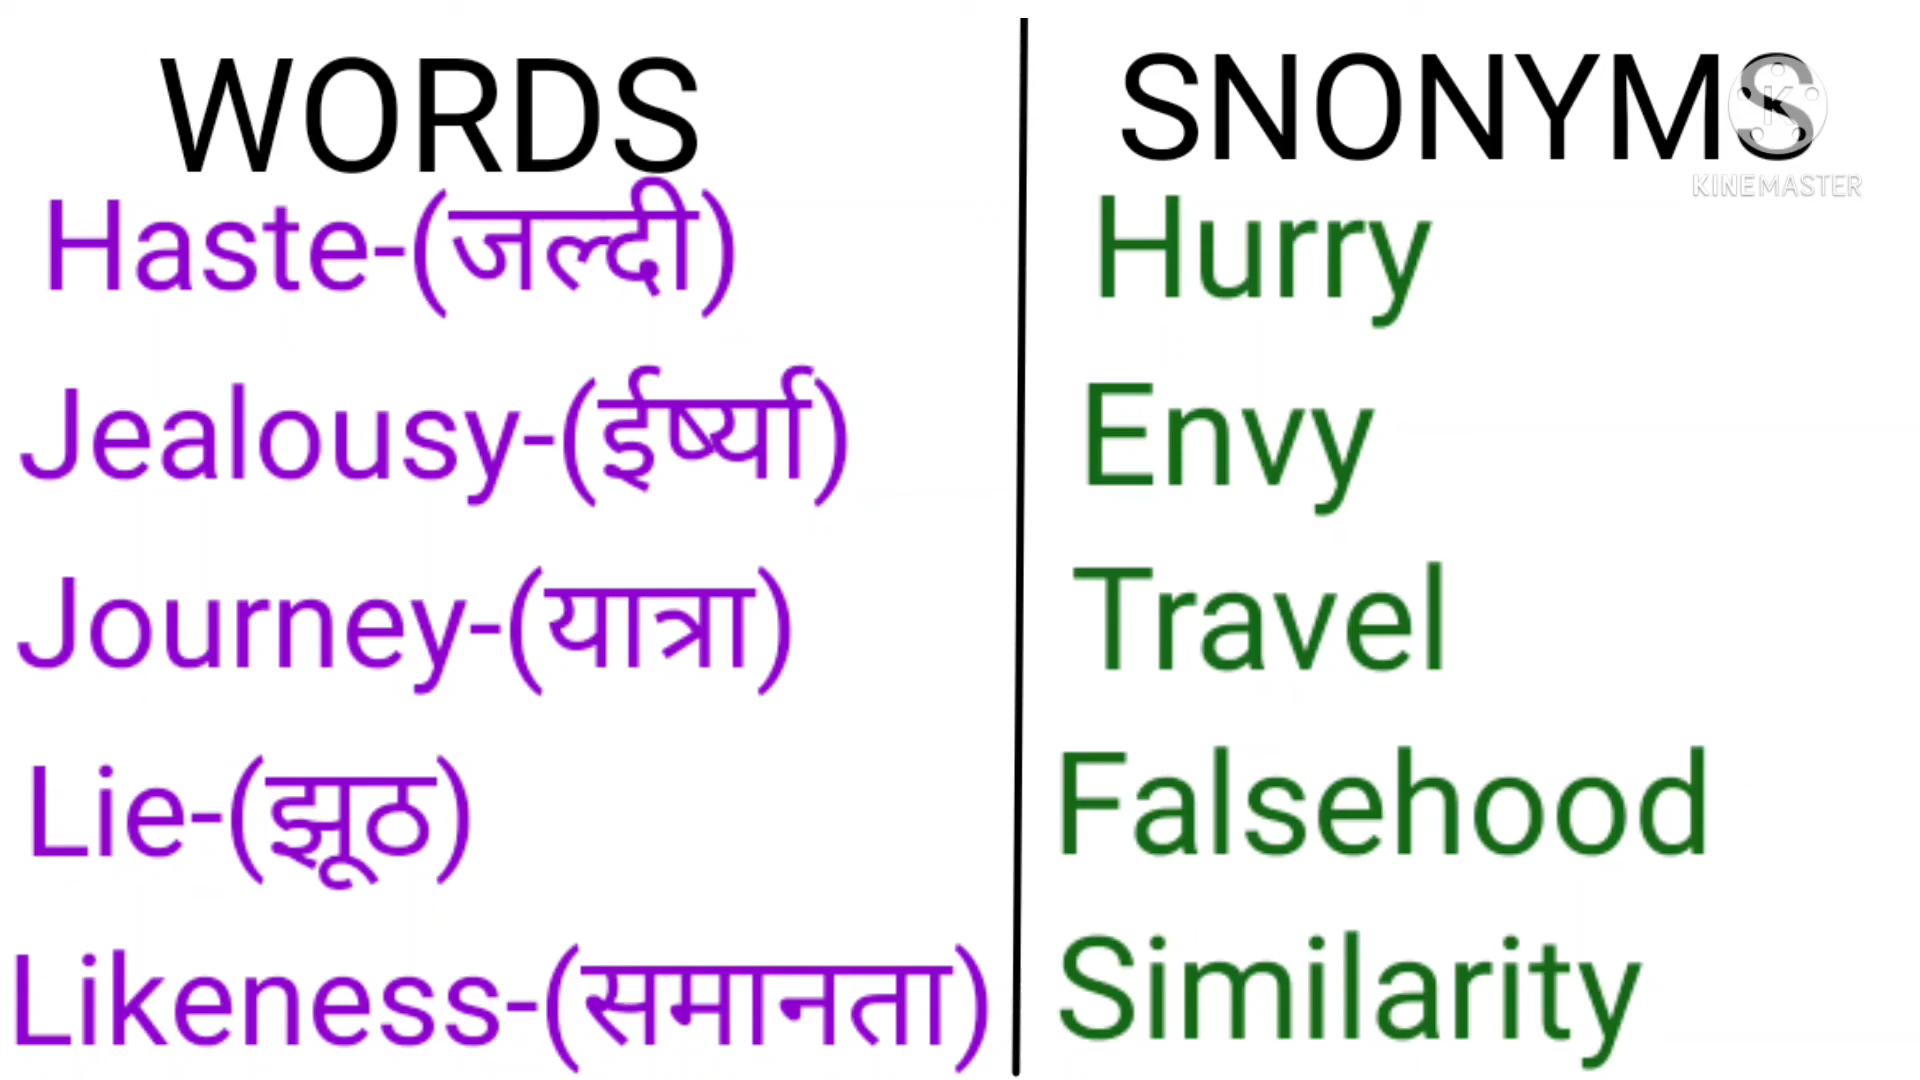 WORDS
SNONYMS
KINEMASTER
Haste-(जल्दी)
Hurry
Jealousy-(ईर्ष्या)
Envy
Journey-(यात्रा)
Travel
Lie-(झूठ)
Falsehood
Likeness-(समानता)
Similarity